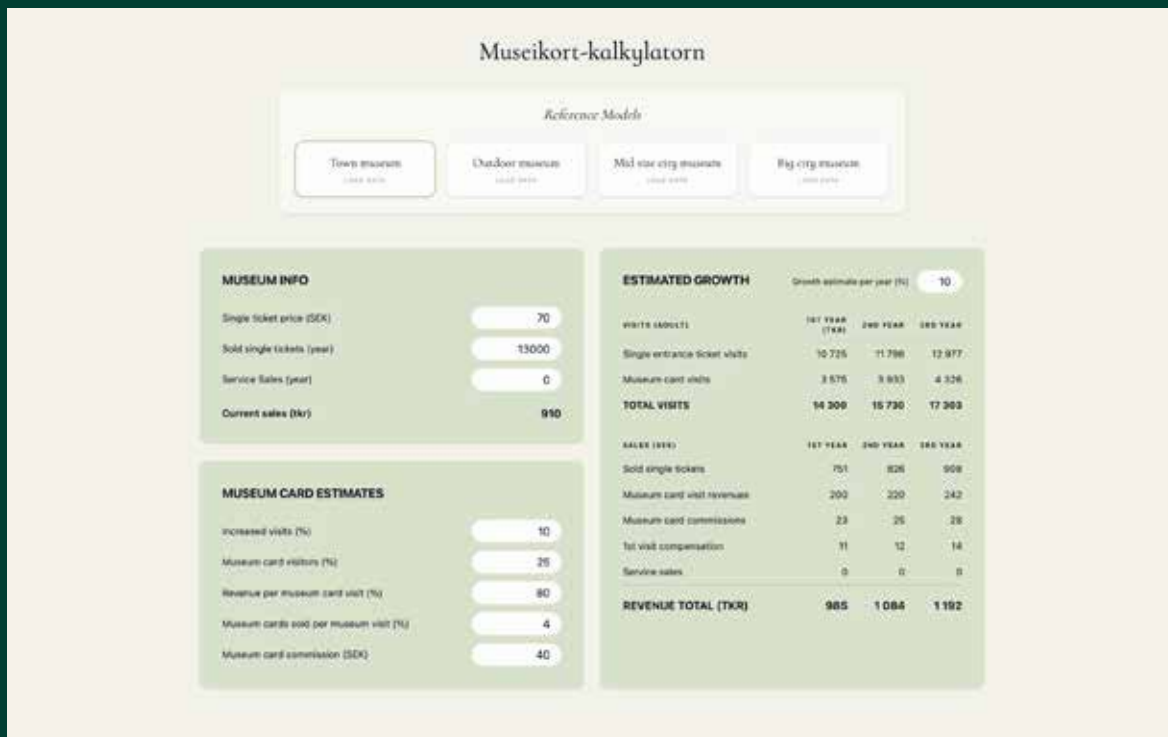 Museikort-kalkylatorn
Reference Models
Town museum
Outdoor museum
Mid size city museum
Big city museum
LOAD DATA
LOAD DATA
LOAD DATA
LOAD DATA
MUSEUM INFO
Single ticket price (SEK) 70
Sold single tickets (year) 13000
Service Sales (year) 0
Current sales (tkr) 910
MUSEUM CARD ESTIMATES
Increased visits (%) 10
Museum card visitors (%) 25
Revenue per museum card visit (%) 80
Museum cards sold per museum visit (%) 4
Museum card commission (SEK) 40
ESTIMATED GROWTH
Growth estimate per year (%) 10
VISITS (ADULT) 1ST YEAR (TKR) 2ND YEAR 3RD YEAR
Single entrance ticket visits 10 725 11 798 12 977
Museum card visits 3 575 3 933 4 326
TOTAL VISITS 14 300 15 730 17 303
SALES (SEK) 1ST YEAR 2ND YEAR 3RD YEAR
Sold single tickets 751 826 908
Museum card visit revenues 200 220 242
Museum card commissions 23 25 28
1st visit compensation 11 12 14
Service sales 0 0 0
REVENUE TOTAL (TKR) 985 1 084 1 192